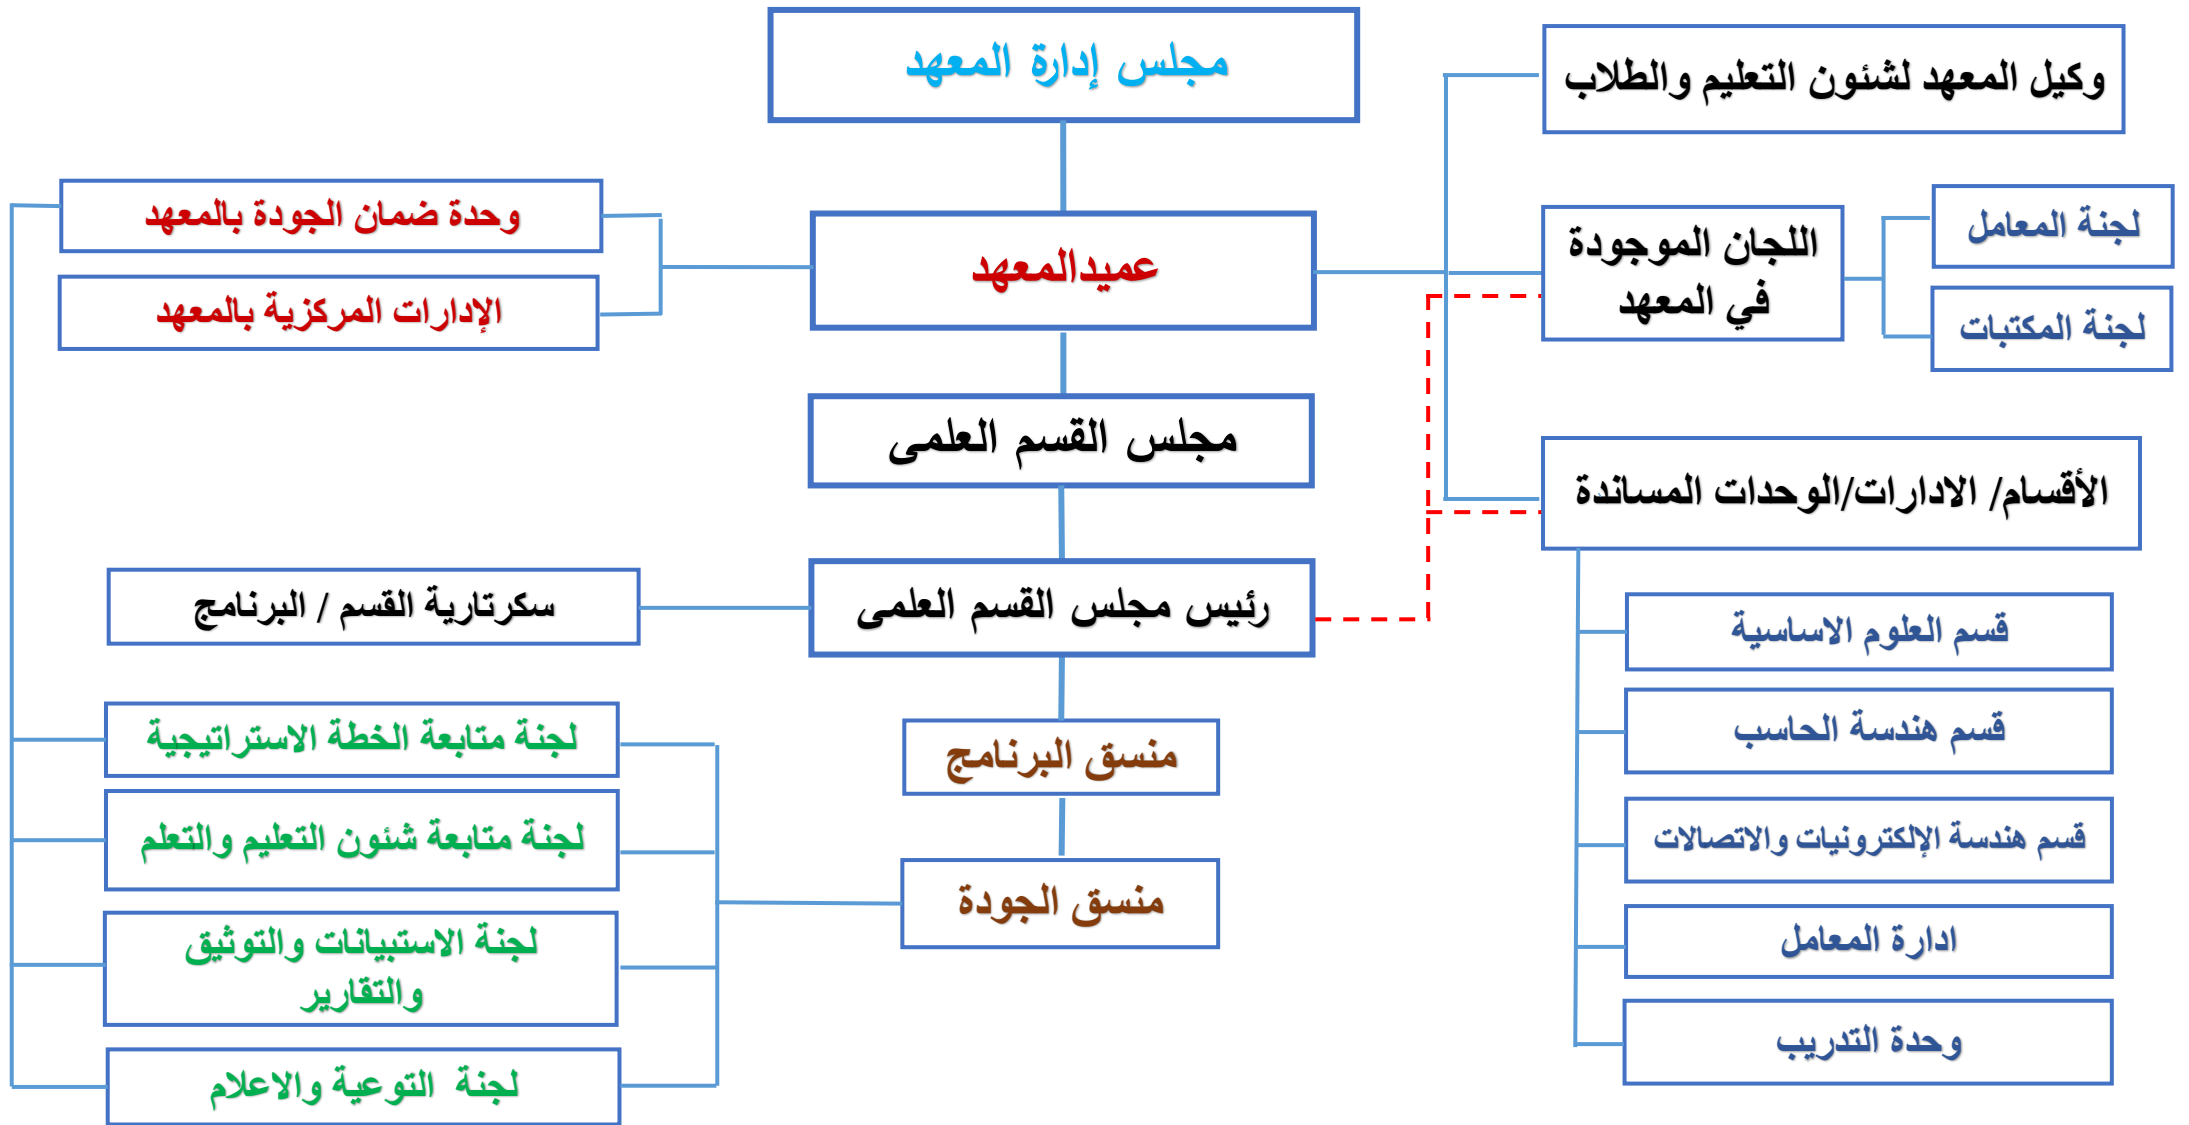 مجلس إدارة المعهد
وكيل المعهد لشئون التعليم والطلاب
وحدة ضمان الجودة بالمعهد
عميدالمعهد
اللجان الموجودة
في المعهد
لجنة المعامل
الإدارات المركزية بالمعهد
لجنة المكتبات
مجلس القسم العلمى
الأقسام/ الادارات/الوحدات المساندة
سكرتارية القسم / البرنامج
رئيس مجلس القسم العلمى
قسم العلوم الاساسية
لجنة متابعة الخطة الاستراتيجية
منسق البرنامج
قسم هندسة الحاسب
لجنة متابعة شئون التعليم والتعلم
قسم هندسة الإلكترونيات والاتصالات
منسق الجودة
لجنة الاستبيانات والتوثيق
والتقارير
ادارة المعامل
لجنة التوعية والاعلام
وحدة التدريب